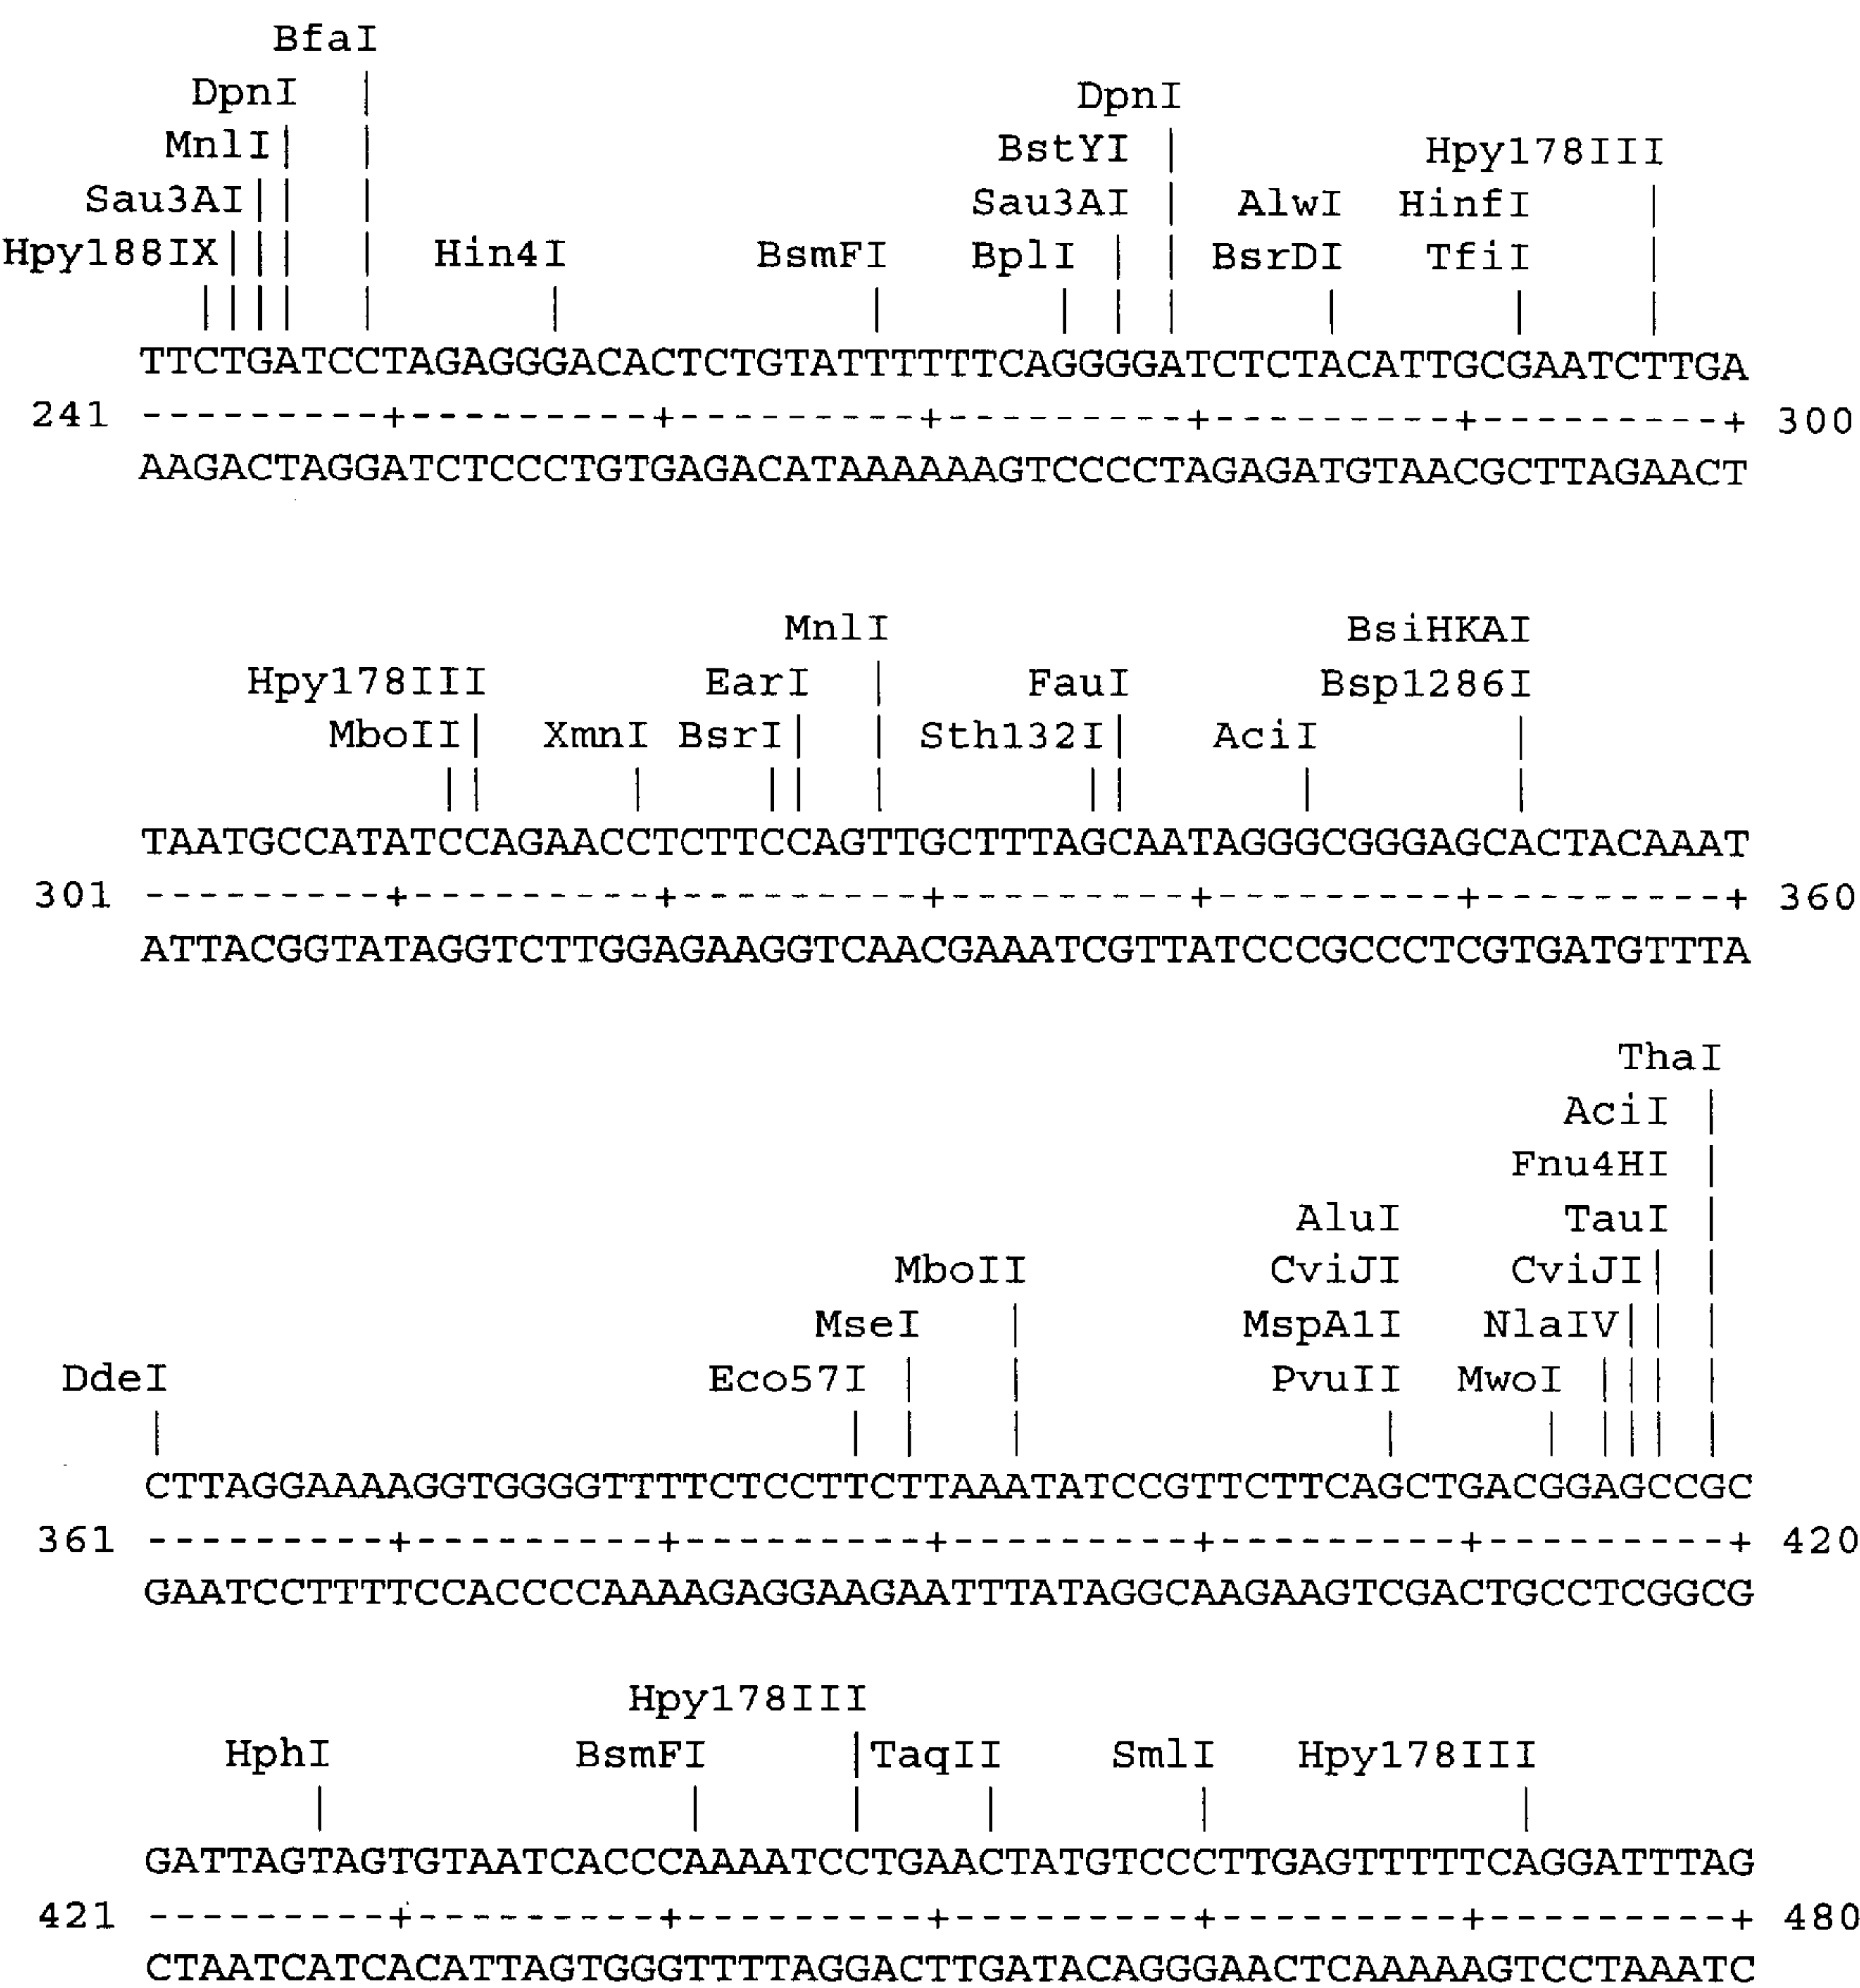 BfaI
DpnI DpnI
MnlI BstYI Hpy178III
Sau3AI Sau3AI AlwI HinfI
Hpy188IX Hin4I BsmFI BplI BsrDI TfiI
TTCTGATCCTAGAGGGACACTCTGTATTTTTTCAGGGGATCTCTACATTGCGAATCTTGA
241 ---------+---------+---------+---------+---------+---------+ 300
AAGACTAGGATCTCCCTGTGAGACATAAAAAAGTCCCCTAGAGATGTAACGCTTAGAACT
MnlI BsiHKAI
Hpy178III EarI FauI Bsp1286I
MboII XmnI BsrI Sth132I AciI
TAATGCCATATCCAGAACCTCTTCCAGTTGCTTTAGCAATAGGGCGGGAGCACTACAAAT
301 ---------+---------+---------+---------+---------+---------+ 360
ATTACGGTATAGGTCTTGGAGAAGGTCAACGAAATCGTTATCCCGCCCTCGTGATGTTTA
ThaI
AciI
Fnu4HI
AluI TauI
MboII CviJI CviJI
MseI MspA1I NlaIV
DdeI Eco57I PvuII MwoI
CTTAGGAAAAGGTGGGGTTTTCTCCTTCTTAAATATCCGTTCTTCAGCTGACGGAGCCGC
361 ---------+---------+---------+---------+---------+---------+ 420
GAATCCTTTTCCACCCCAAAAGAGGAAGAATTTATAGGCAAGAAGTCGACTGCCTCGGCG
Hpy178III
HphI BsmFI TaqII SmlI Hpy178III
GATTAGTAGTGTAATCACCCAAAATCCTGAACTATGTCCCTTGAGTTTTTCAGGATTTAG
421 ---------+---------+---------+---------+---------+---------+ 480
CTAATCATCACATTAGTGGGTTTTAGGACTTGATACAGGGAACTCAAAAAGTCCTAAATC